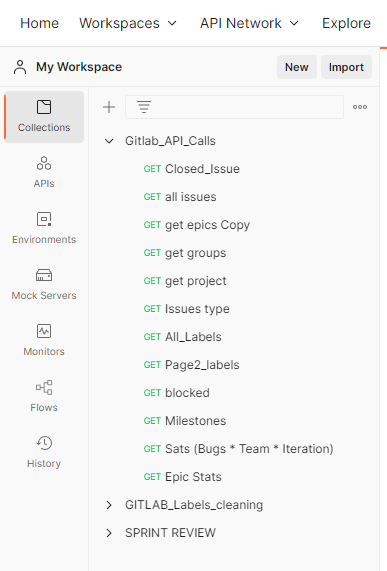 Home Workspaces API Network Explore
My Workspace New Import
Collections
APIs
Environments
Mock Servers
Monitors
Flows
History
Gitlab_API_Calls
GET Closed_Issue
GET all issues
GET get epics Copy
GET get groups
GET get project
GET Issues type
GET All_Labels
GET Page2_labels
GET blocked
GET Milestones
GET Sats (Bugs * Team * Iteration)
GET Epic Stats
GITLAB_Labels_cleaning
SPRINT REVIEW